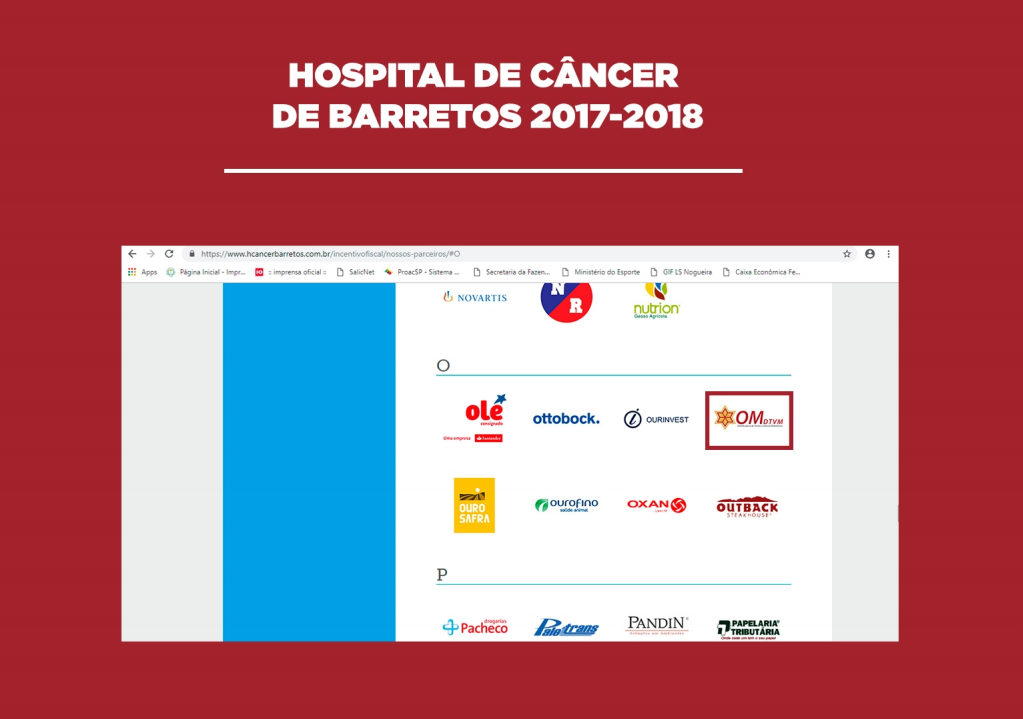 HOSPITAL DE CÂNCER
DE BARRETOS 2017-2018
https://www.hcancerbarretos.com.br/incentivofiscal/nossos-parceiros/#O
Apps Página Inicial - Impr... :: imprensa oficial :: SalicNet ProacSP - Sistema ... Secretaria da Fazen... Ministério do Esporte GIF LS Nogueira Caixa Econômica Fe...
NOVARTIS
N R
nutrion
Gesso Agrícola
O
olé
consignado
Uma empresa Santander
ottobock.
OURINVEST
OM DTVM
OURO
SAFRA
ourofino
saúde animal
OXAN
OUTBACK
STEAKHOUSE
P
drogarias
Pacheco
Palotrans
PANDIN
PAPELARIA
TRIBUTÁRIA